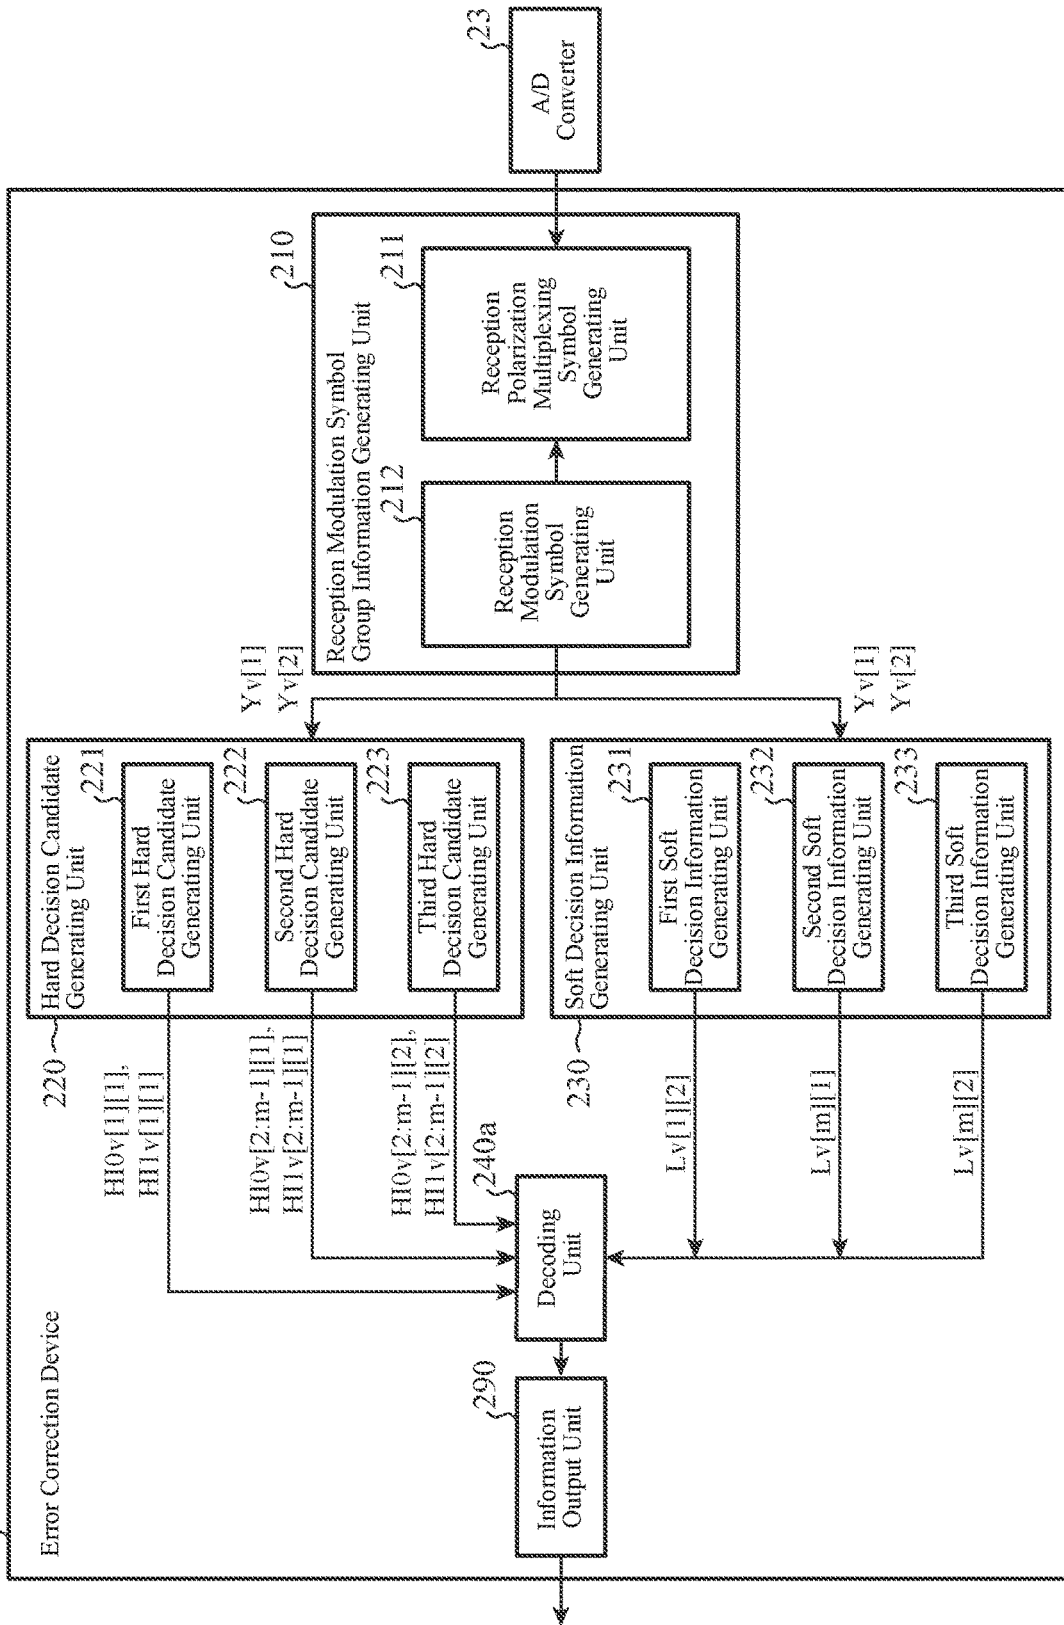 Error Correction Device
23
A/D
Converter
210
Reception Modulation Symbol
Group Information Generating Unit
211
Reception
Polarization
Multiplexing
Symbol
Generating
Unit
212
Reception
Modulation
Symbol
Generating
Unit
Yv[1]
Yv[2]
Yv[1]
Yv[2]
220
Hard Decision Candidate
Generating Unit
221
First Hard
Decision Candidate
Generating Unit
222
Second Hard
Decision Candidate
Generating Unit
223
Third Hard
Decision Candidate
Generating Unit
230
Soft Decision Information
Generating Unit
231
First Soft
Decision Information
Generating Unit
232
Second Soft
Decision Information
Generating Unit
233
Third Soft
Decision Information
Generating Unit
HI0v[1][1],
HI1v[1][1]
HI0v[2:m-1][1],
HI1v[2:m-1][1]
HI0v[2:m-1][2],
HI1v[2:m-1][2]
Lv[1][2]
Lv[m][1]
Lv[m][2]
240a
Decoding
Unit
290
Information
Output Unit